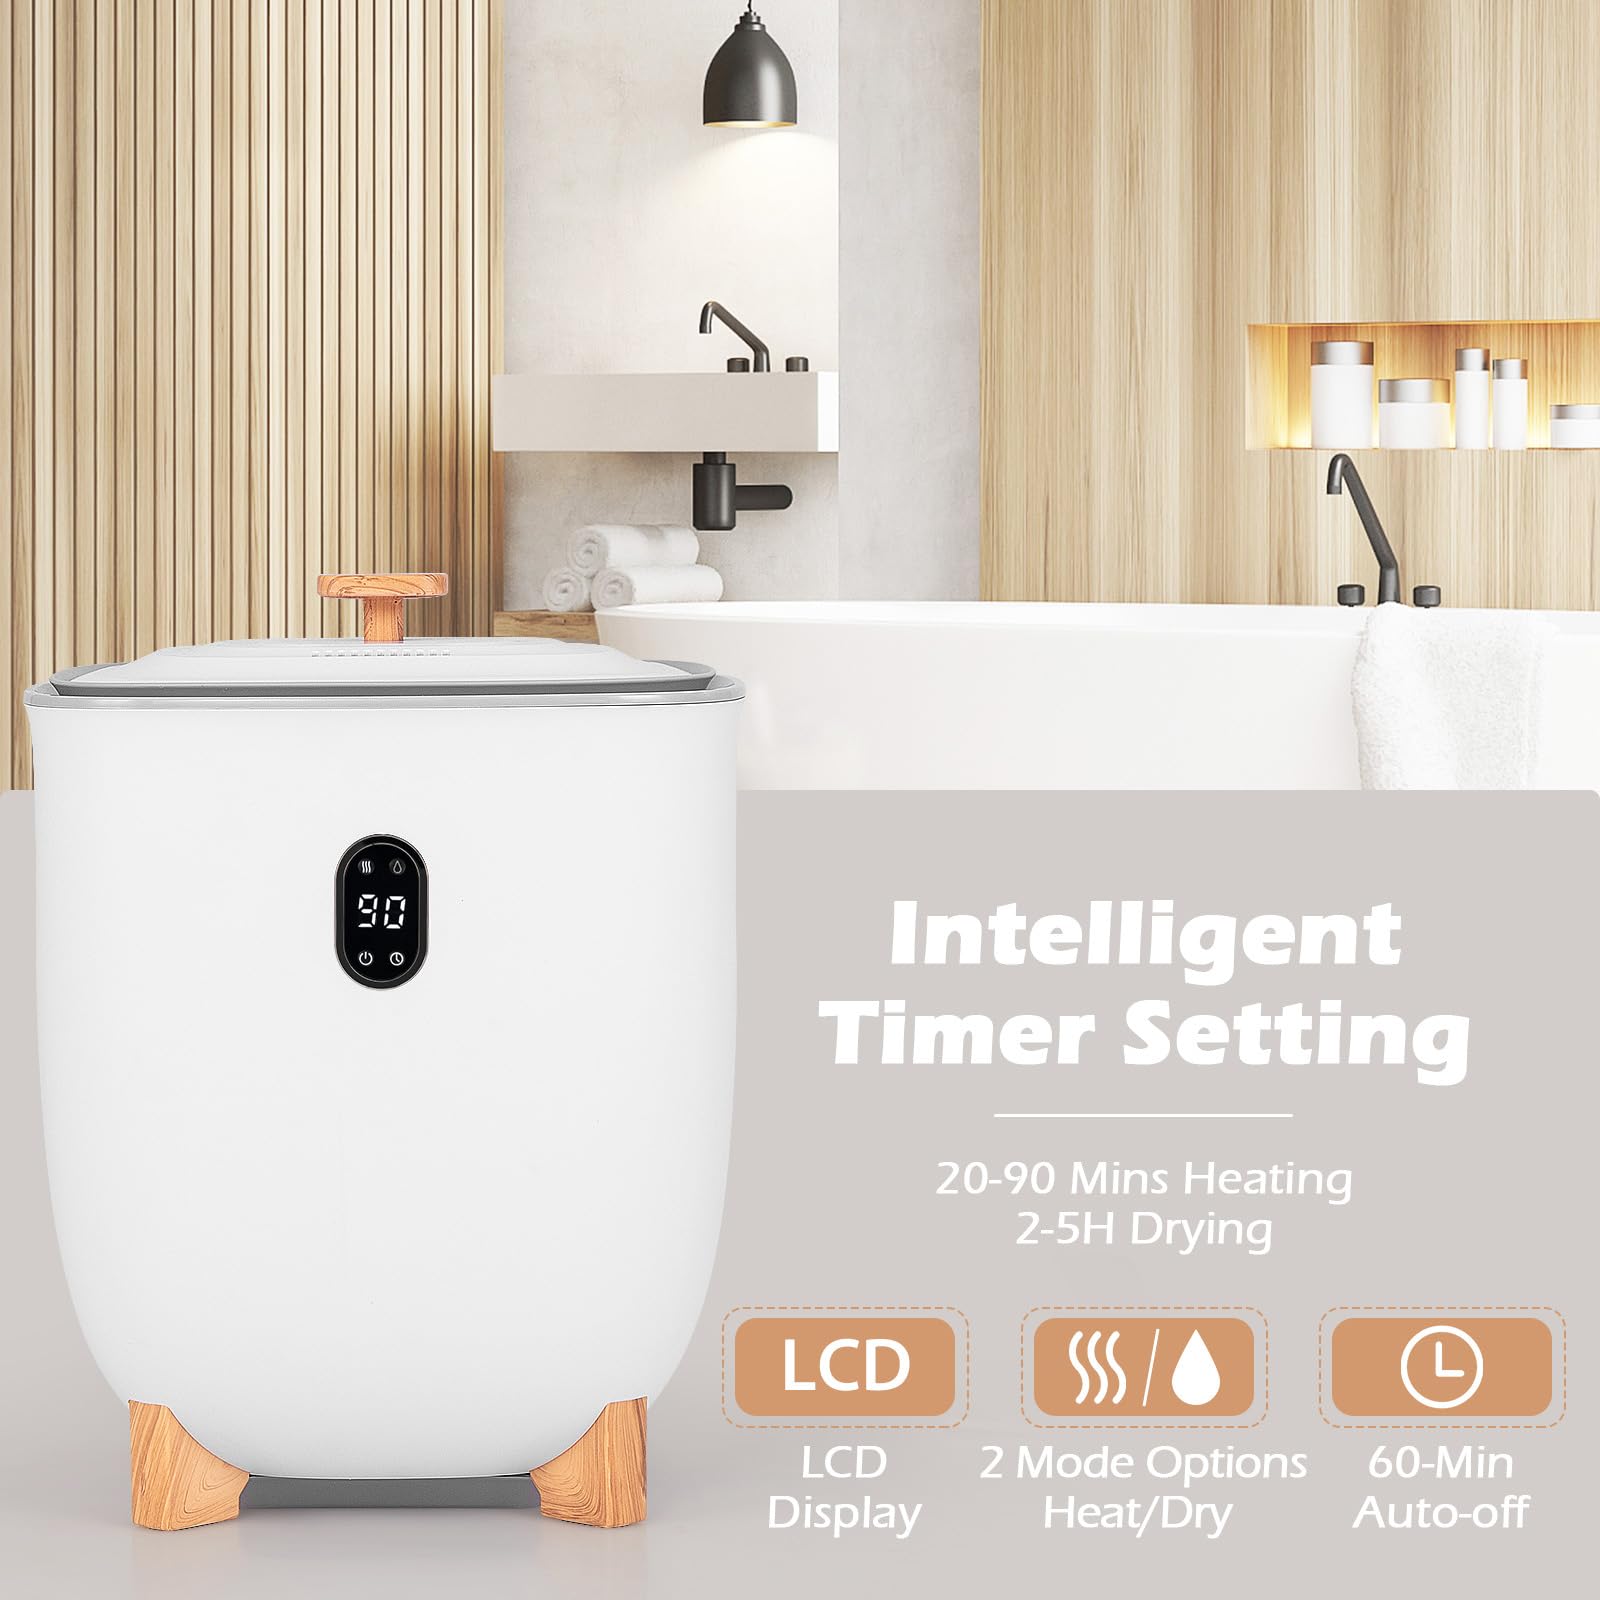 90
Intelligent
Timer Setting
20-90 Mins Heating
2-5H Drying
LCD
LCD
Display
2 Mode Options
Heat/Dry
60-Min
Auto-off